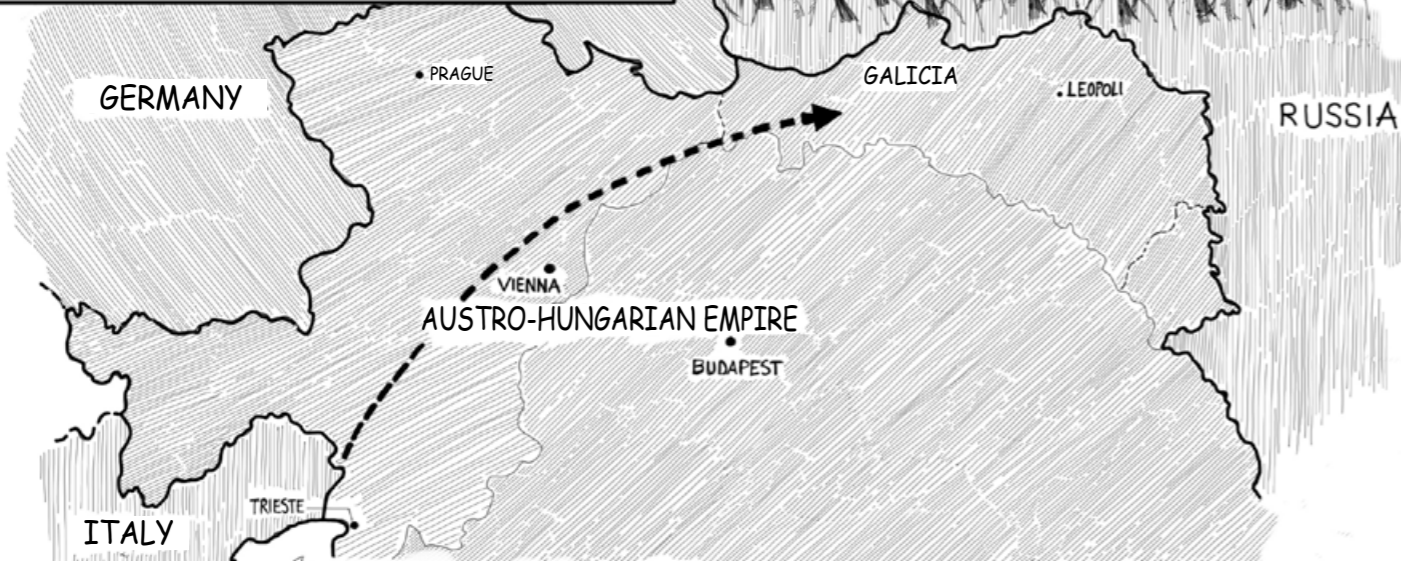 PRAGUE
GALICIA
GERMANY
LEOPOLI
RUSSIA
VIENNA
AUSTRO-HUNGARIAN EMPIRE
BUDAPEST
TRIESTE
ITALY